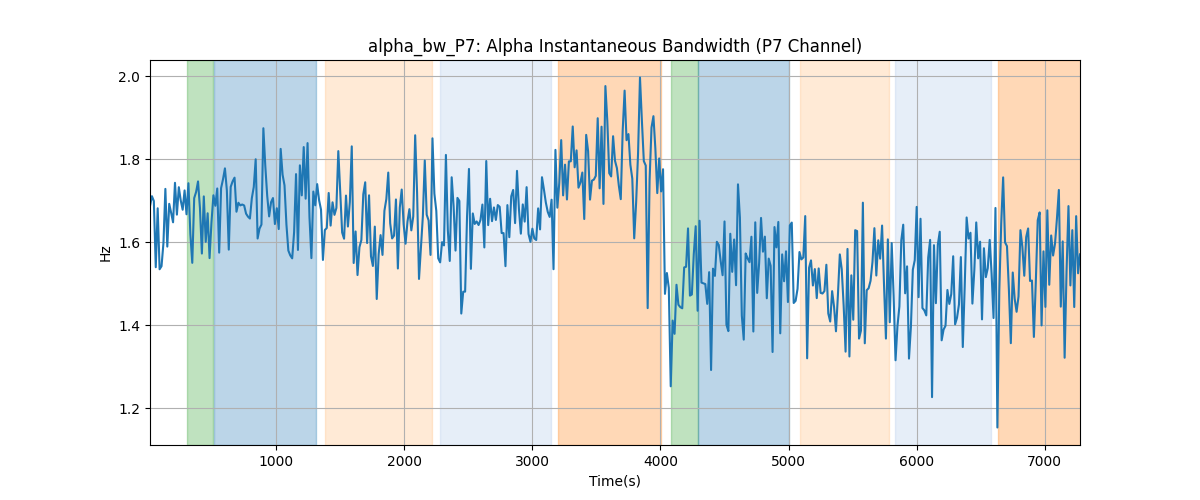 alpha_bw_P7: Alpha Instantaneous Bandwidth (P7 Channel)
2.0
1.8
1.6
1.4
1.2
Hz
1000 2000 3000 4000 5000 6000 7000
Time(s)